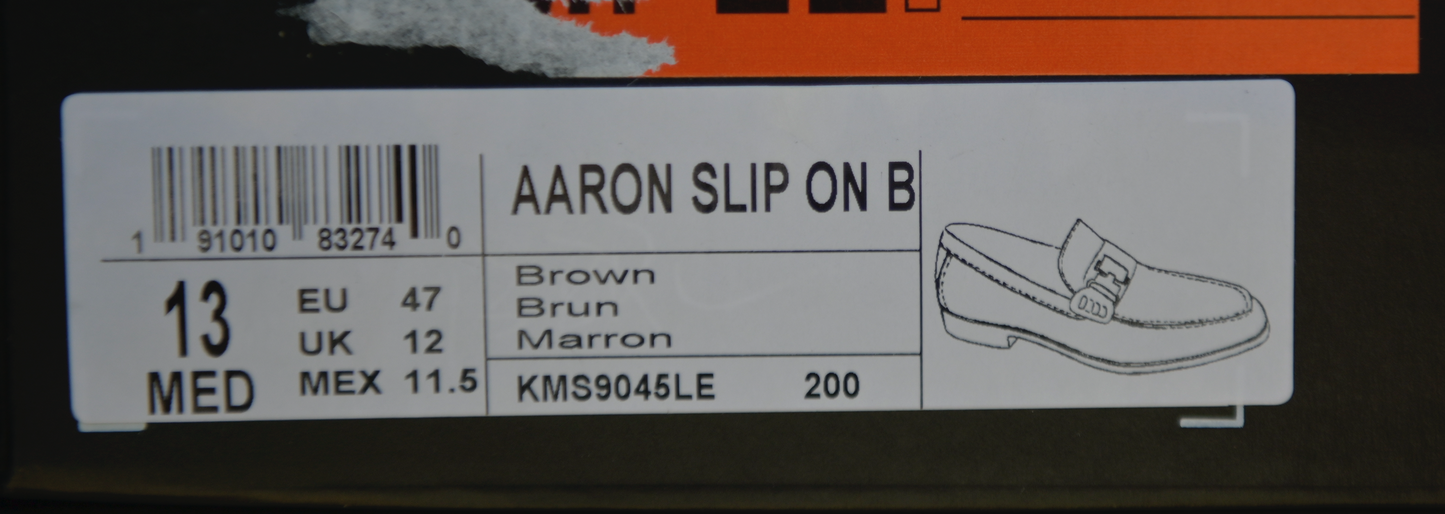 AARON SLIP ON B
1 91010 83274 0
Brown
Brun
Marron
13
MED
EU 47
UK 12
MEX 11.5
KMS9045LE 200